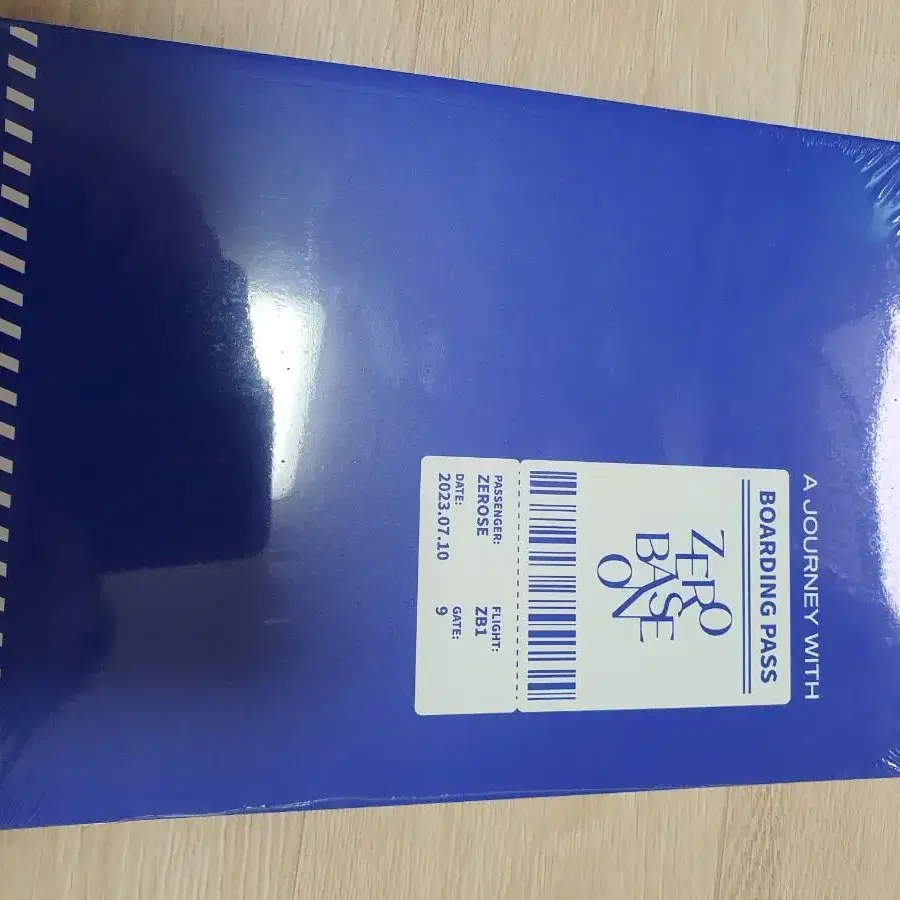 A JOURNEY WITH
BOARDING PASS
ZERO
BASE
ONE
PASSENGER:
ZEROSE
FLIGHT:
ZB1
DATE:
2023.07.10
GATE:
9